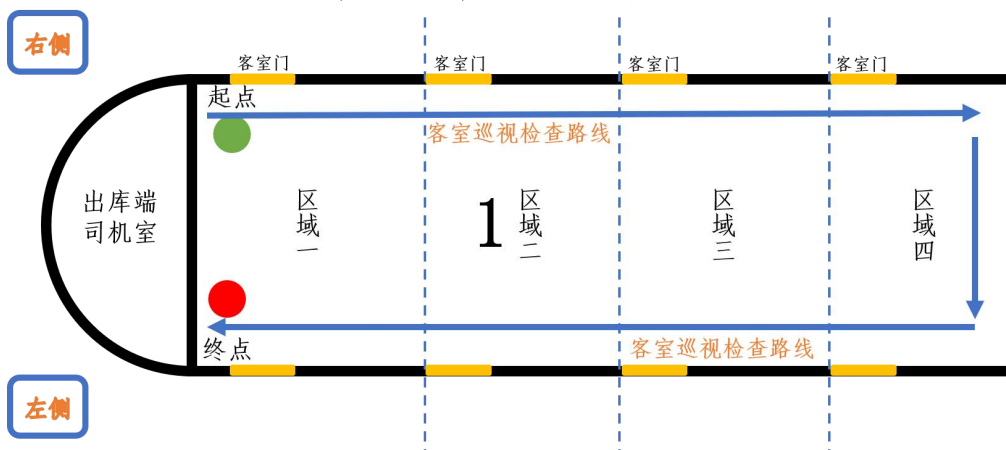 右侧
客室门
客室门
客室门
客室门
起点
客室巡视检查路线
出库端
司机室
区域一
1
区域二
区域三
区域四
终点
客室巡视检查路线
左侧